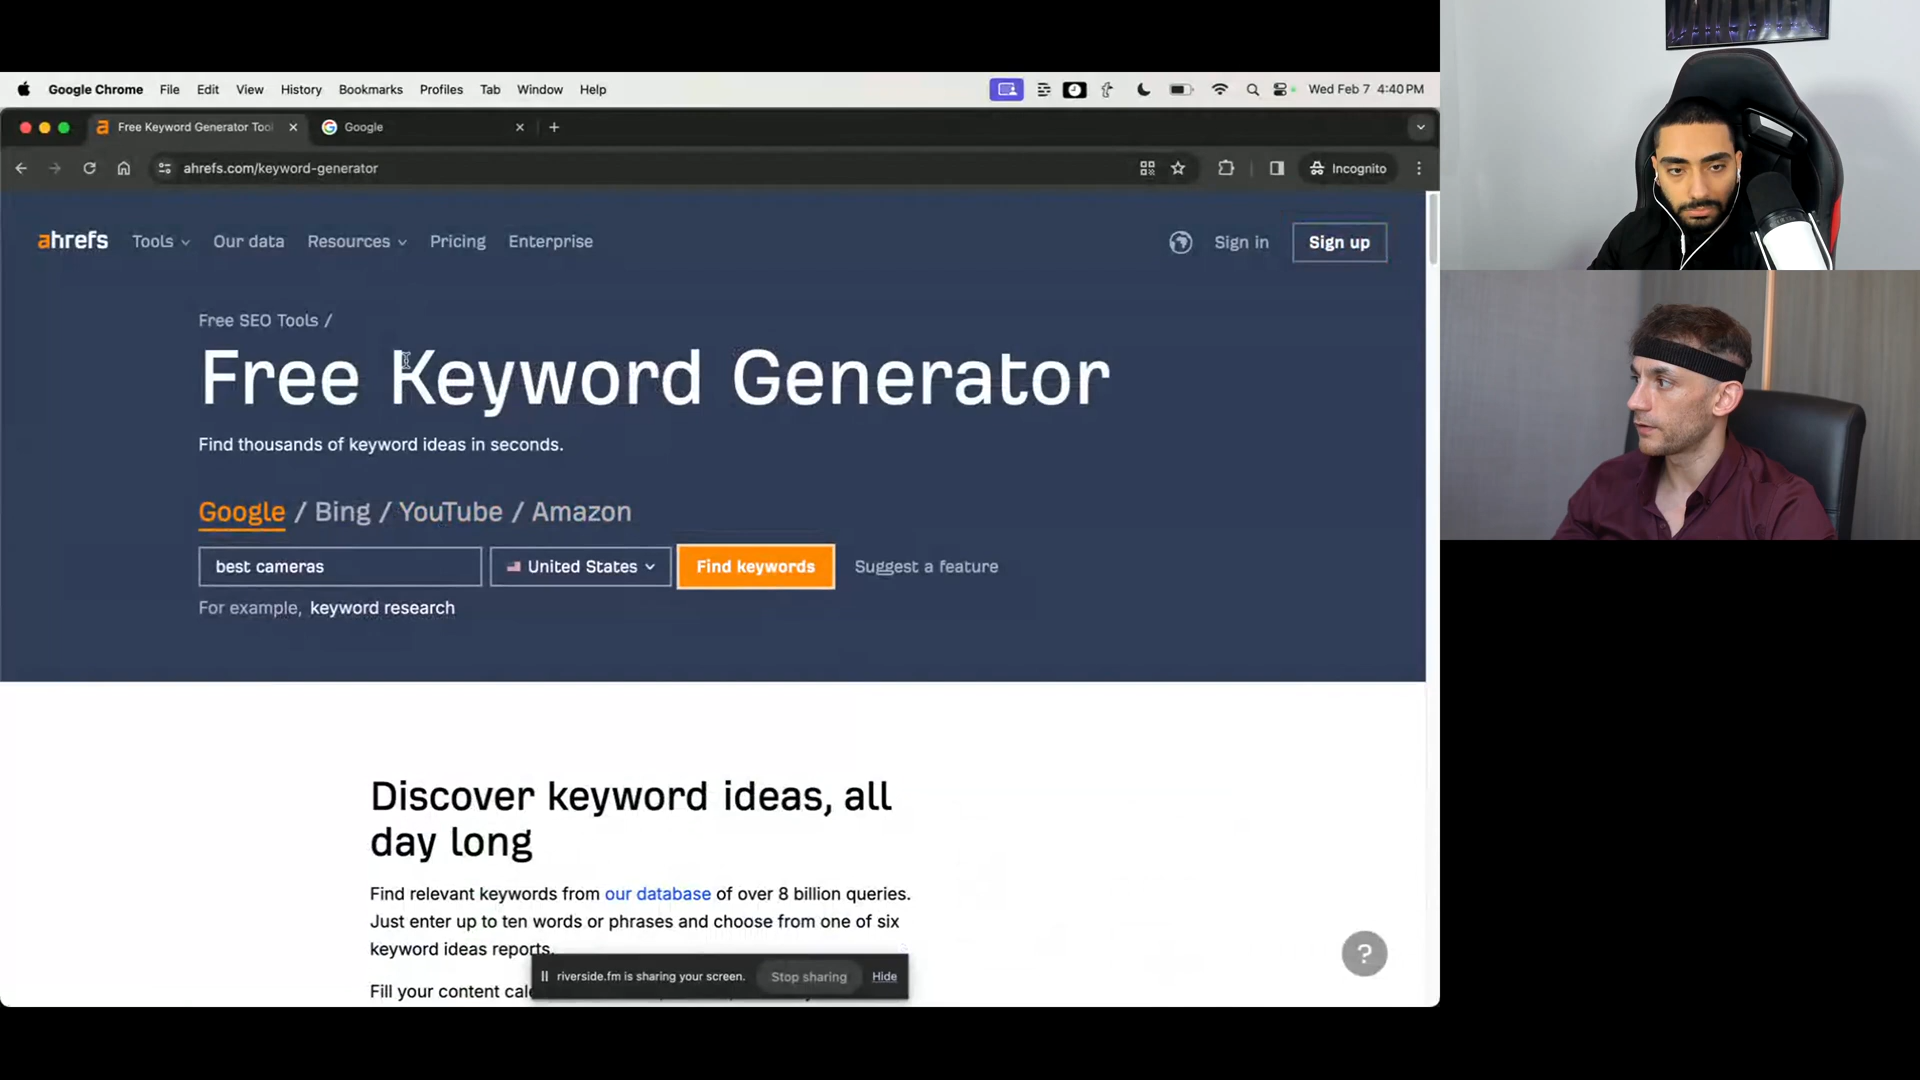 Google Chrome File Edit View History Bookmarks Profiles Tab Window Help Wed Feb 7 4:40 PM
Free Keyword Generator Tool Google
ahrefs.com/keyword-generator Incognito
ahrefs Tools Our data Resources Pricing Enterprise Sign in Sign up
Free SEO Tools /
Free Keyword Generator
Find thousands of keyword ideas in seconds.
Google / Bing / YouTube / Amazon
best cameras United States Find keywords Suggest a feature
For example, keyword research
Discover keyword ideas, all
day long
Find relevant keywords from our database of over 8 billion queries.
Just enter up to ten words or phrases and choose from one of six
keyword ideas reports.
riverside.fm is sharing your screen. Stop sharing Hide
?
Fill your content